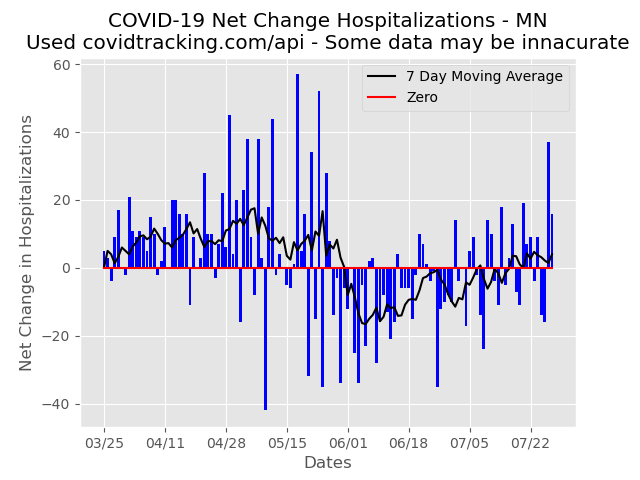 COVID-19 Net Change Hospitalizations - MN
Used covidtracking.com/api - Some data may be innacurate
7 Day Moving Average
Zero
Net Change in Hospitalizations
60
40
20
0
−20
−40
03/25 04/11 04/28 05/15 06/01 06/18 07/05 07/22
Dates